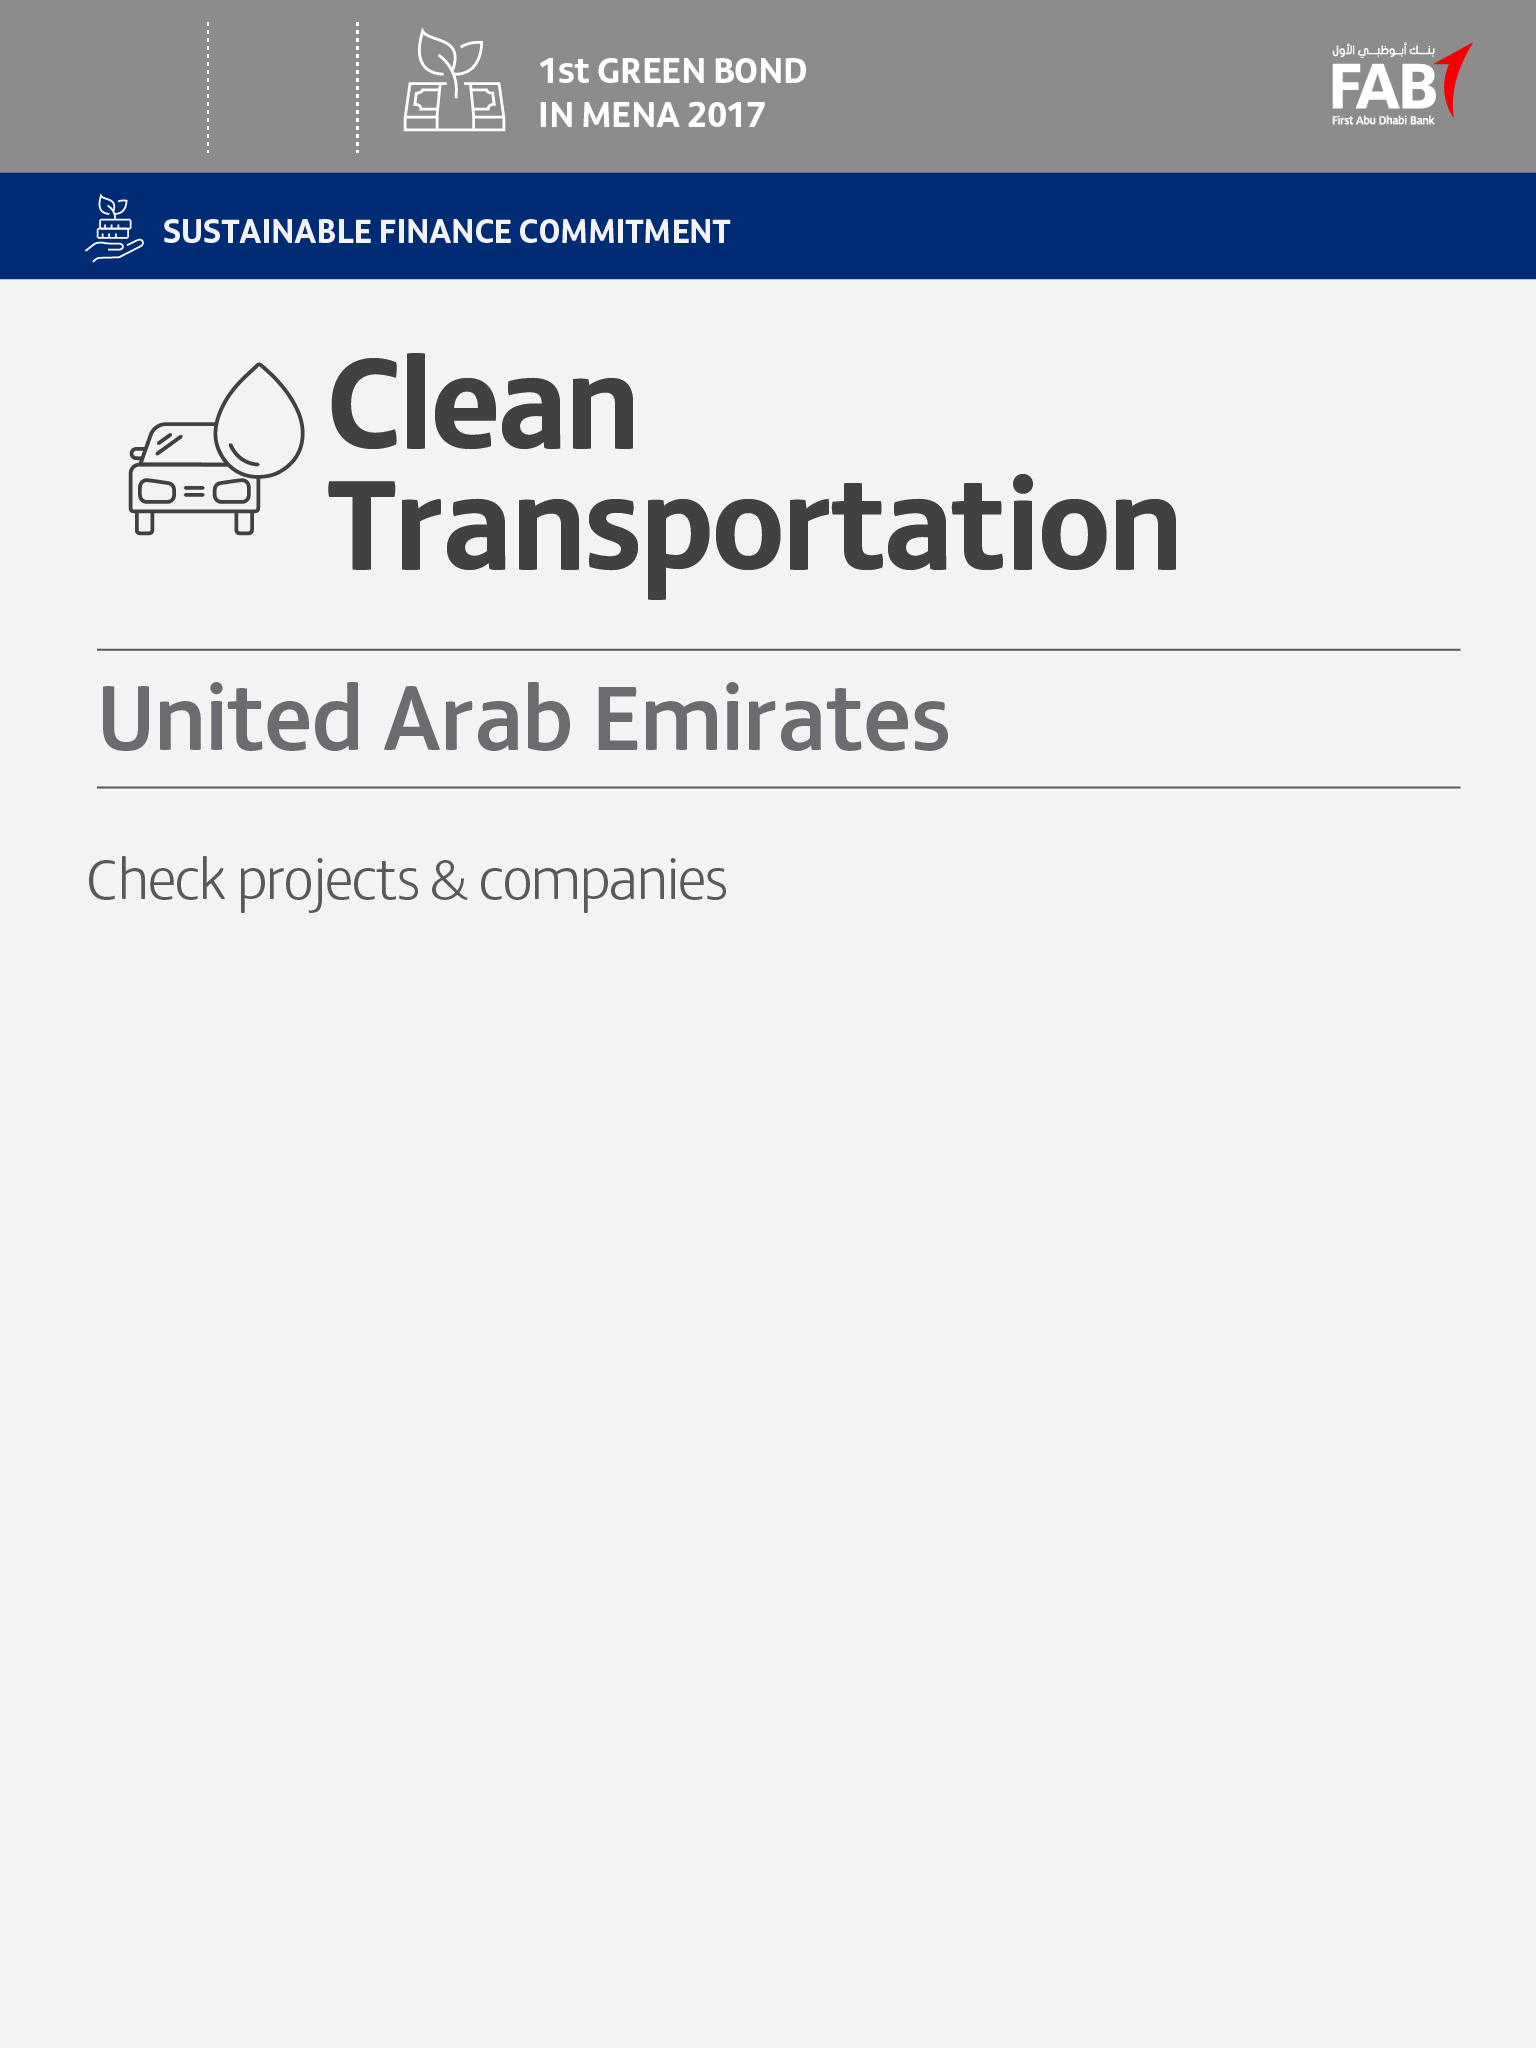 1st GREEN BOND
IN MENA 2017
بنك أبوظبي الأول
FAB
First Abu Dhabi Bank
SUSTAINABLE FINANCE COMMITMENT
Clean
Transportation
United Arab Emirates
Check projects & companies